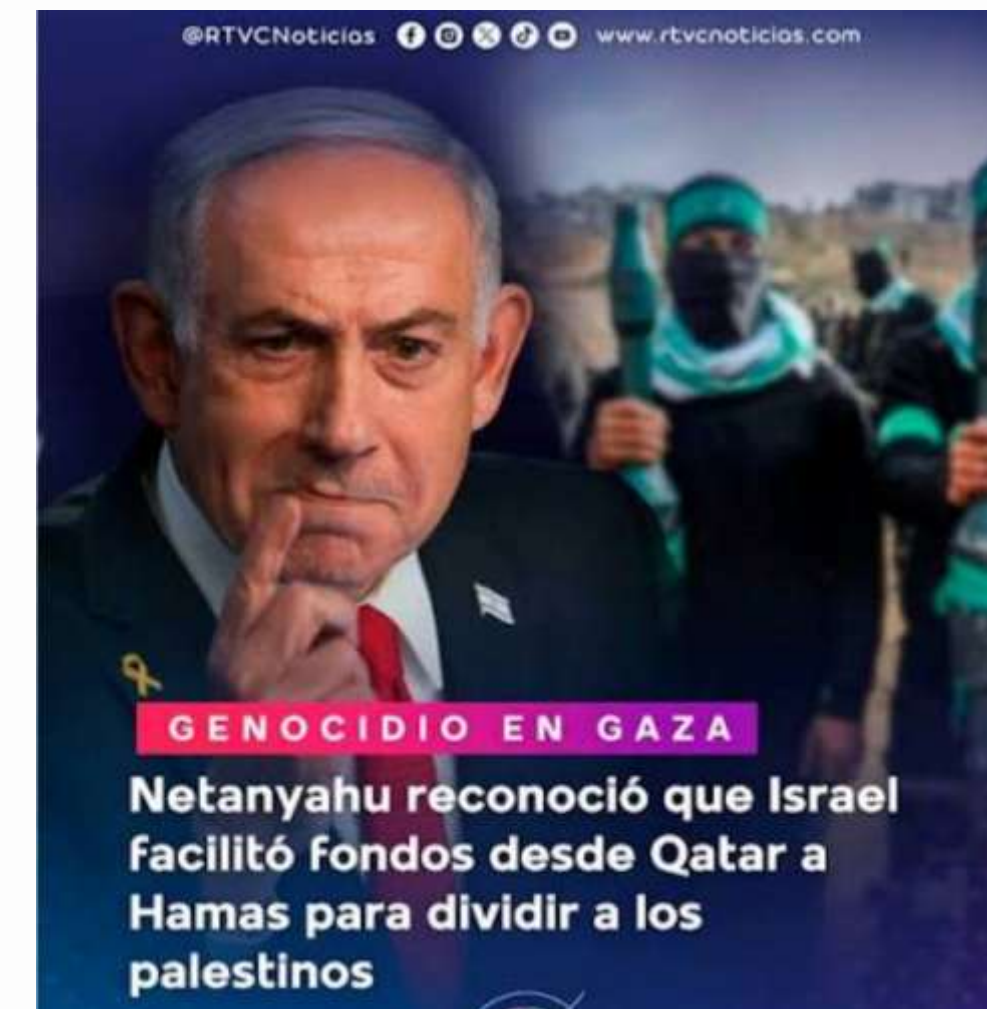 @RTVCNoticias www.rtvcnoticias.com
GENOCIDIO EN GAZA
Netanyahu reconoció que Israel
facilitó fondos desde Qatar a
Hamas para dividir a los
palestinos